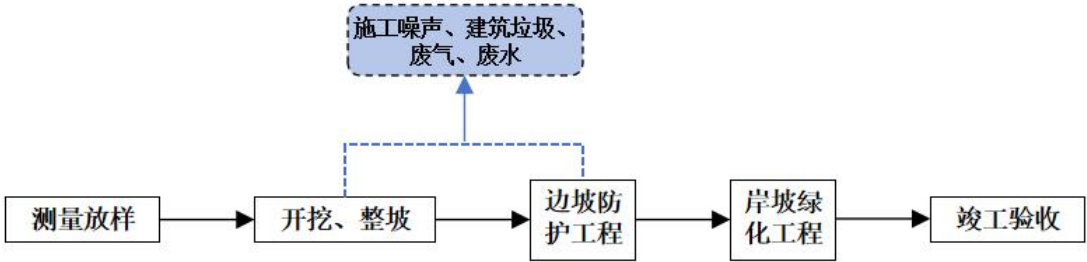 施工噪声、建筑垃圾、
废气、废水
测量放样
开挖、整坡
边坡防
护工程
岸坡绿
化工程
竣工验收